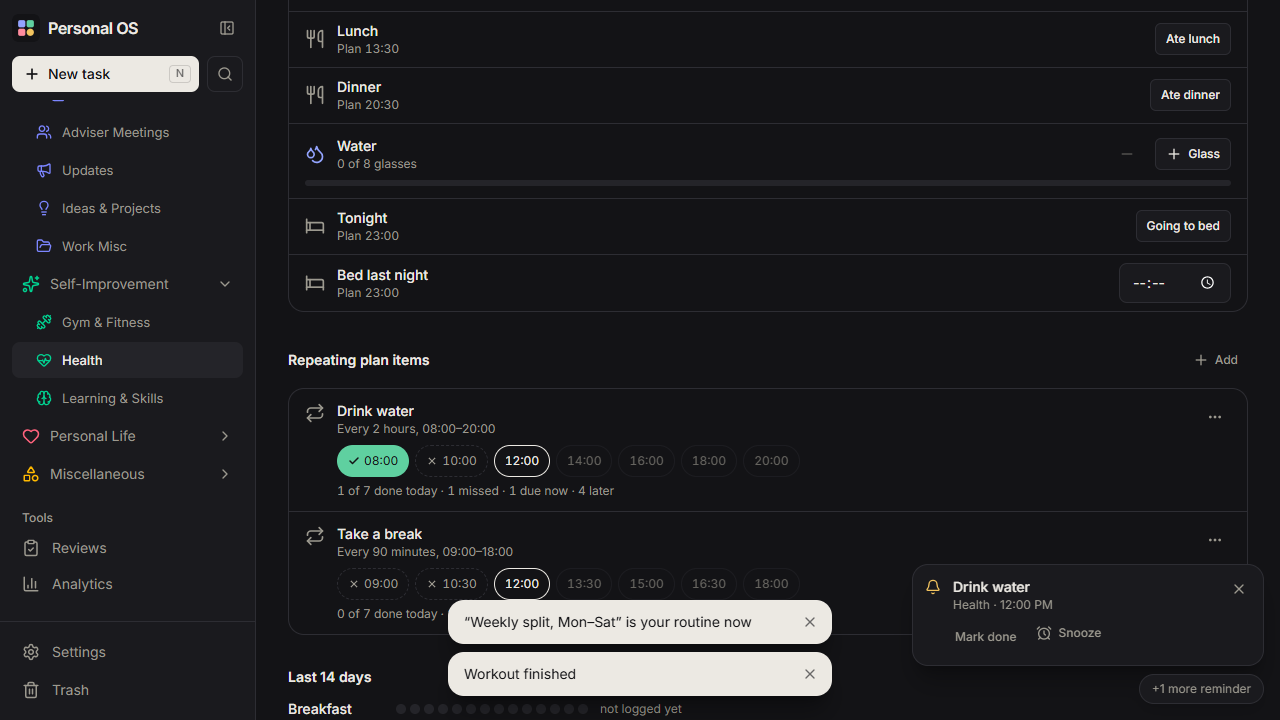 Personal OS
New task
N
Adviser Meetings
Updates
Ideas & Projects
Work Misc
Self-Improvement
Gym & Fitness
Health
Learning & Skills
Personal Life
Miscellaneous
Tools
Reviews
Analytics
Settings
Trash
Lunch
Plan 13:30
Ate lunch
Dinner
Plan 20:30
Ate dinner
Water
0 of 8 glasses
Glass
Tonight
Plan 23:00
Going to bed
Bed last night
Plan 23:00
--:--
Repeating plan items
Add
Drink water
Every 2 hours, 08:00–20:00
08:00 10:00 12:00 14:00 16:00 18:00 20:00
1 of 7 done today · 1 missed · 1 due now · 4 later
Take a break
Every 90 minutes, 09:00–18:00
09:00 10:30 12:00 13:30 15:00 16:30 18:00
0 of 7 done today ·
“Weekly split, Mon–Sat” is your routine now
Workout finished
Drink water
Health · 12:00 PM
Mark done
Snooze
+1 more reminder
Last 14 days
Breakfast
not logged yet